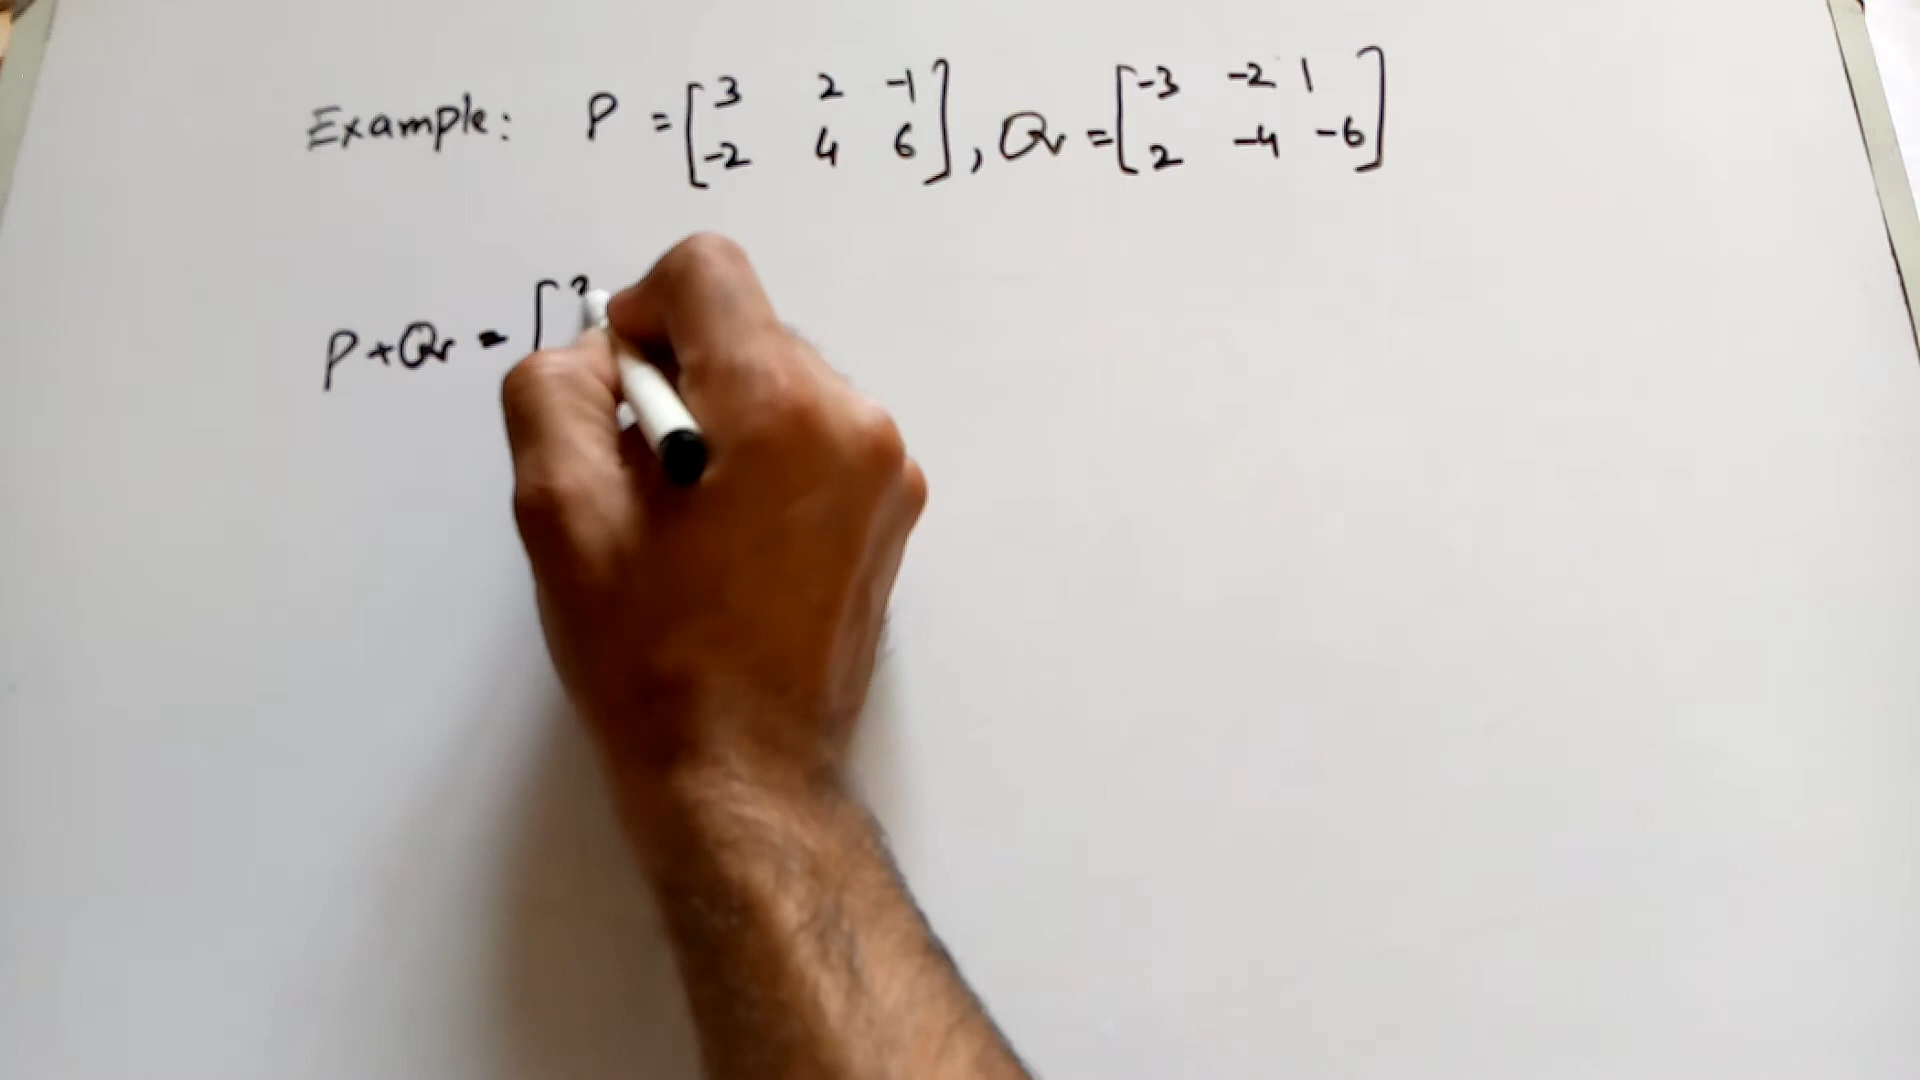 Example: P = [3 2 -1], Q = [-3 -2 1]
[-2 4 6] [2 -4 -6]
P + Q = [